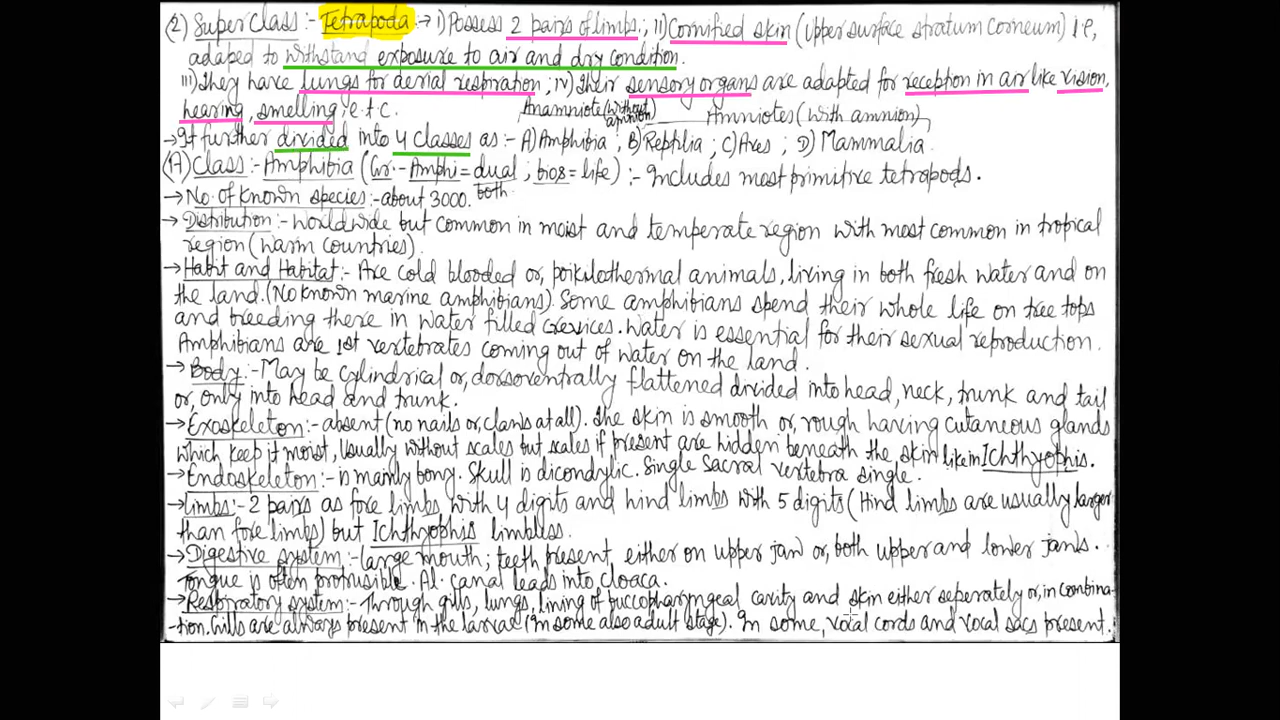 (2) Super Class :- Tetrapoda :→ i) Possess 2 pairs of limbs ; ii) Cornified skin (Upper surface stratum corneum) i.e,
adaped to withstand exposure to air and dry condition.
iii) They have lungs for aerial respiration ; iv) Their sensory organs are adapted for reception in air like vision,
hearing, smelling, e.t.c.
Anamniote (without amnion) Amniotes (with amnion)
→ It further divided into 4 classes as :- A) Amphibia ; B) Reptilia ; C) Aves ; D) Mammalia
(A) Class :- Amphibia (Gr.- Amphi = dual ; bios = life) :- Includes most primitive tetrapods.
both
→ No. of known species :- about 3000.
→ Distribution :- worldwide but common in moist and temperate region with most common in tropical
region (warm countries).
→ Habit and Habitat :- Are cold blooded or, poikilothermal animals, living in both fresh water and on
the land. (No known marine amphibians). Some amphibians spend their whole life on tree tops
and breeding there in water filled crevices. Water is essential for their sexual reproduction.
Amphibians are 1st vertebrates coming out of water on the land.
→ Body :- May be cylindrical or, dorsoventrally flattened divided into head, neck, trunk and tail
or, only into head and trunk.
→ Exoskeleton :- absent (no nails or, claws at all). The skin is smooth or, rough having cutaneous glands
which keep it moist, Usually without scales but scales if present are hidden beneath the skin like in Ichthyophis.
→ Endoskeleton :- is mainly bony. Skull is dicondylic. Single Sacral vertebra single.
→ Limbs :- 2 pairs as fore limbs with 4 digits and hind limbs with 5 digits (Hind limbs are usually larger
than fore limbs) but Ichthyophis limbless.
→ Digestive system :- large mouth; teeth present, either on upper jaw or, both upper and lower jaws.
Tongue is often protrusible. Al. canal leads into cloaca.
→ Respiratory system :- Through gills, lungs, lining of buccopharyngeal cavity and skin either seperately or, in combina-
-tion. Gills are always present in the larvae (In some also adult stage). In some, vocal cords and vocal sacs present.